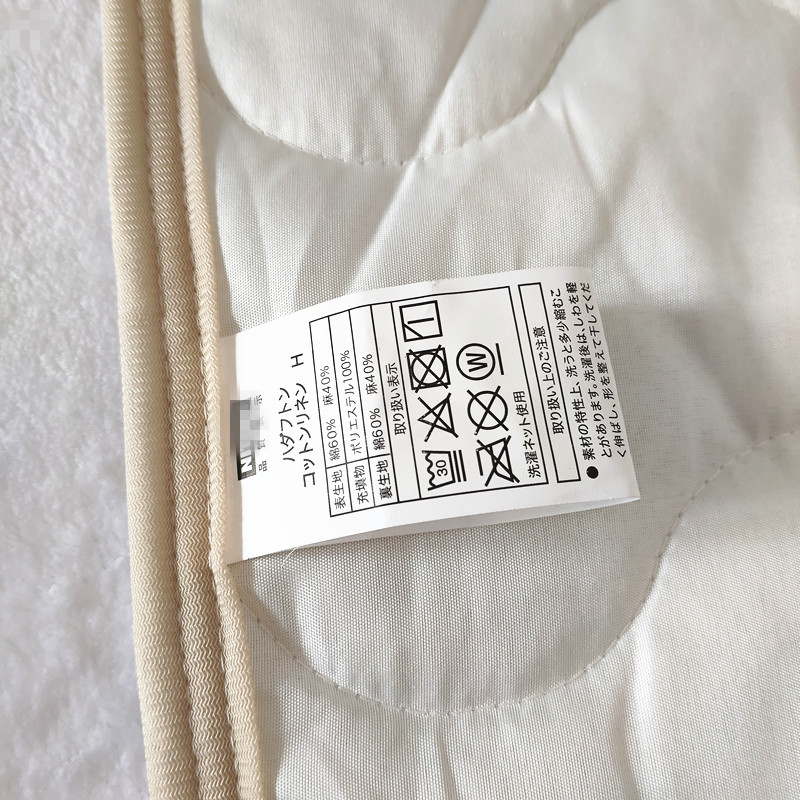 ハダフトン
コットンリネン H
表生地 綿60% 麻40%
充填物 ポリエステル100%
裏生地 綿60% 麻40%
取り扱い表示
30
W
洗濯ネット使用
取り扱い上のご注意
● 素材の特性上、洗うと多少縮むこ
とがあります。洗濯後は、しわを軽
く伸ばし、形を整えて干してくだ